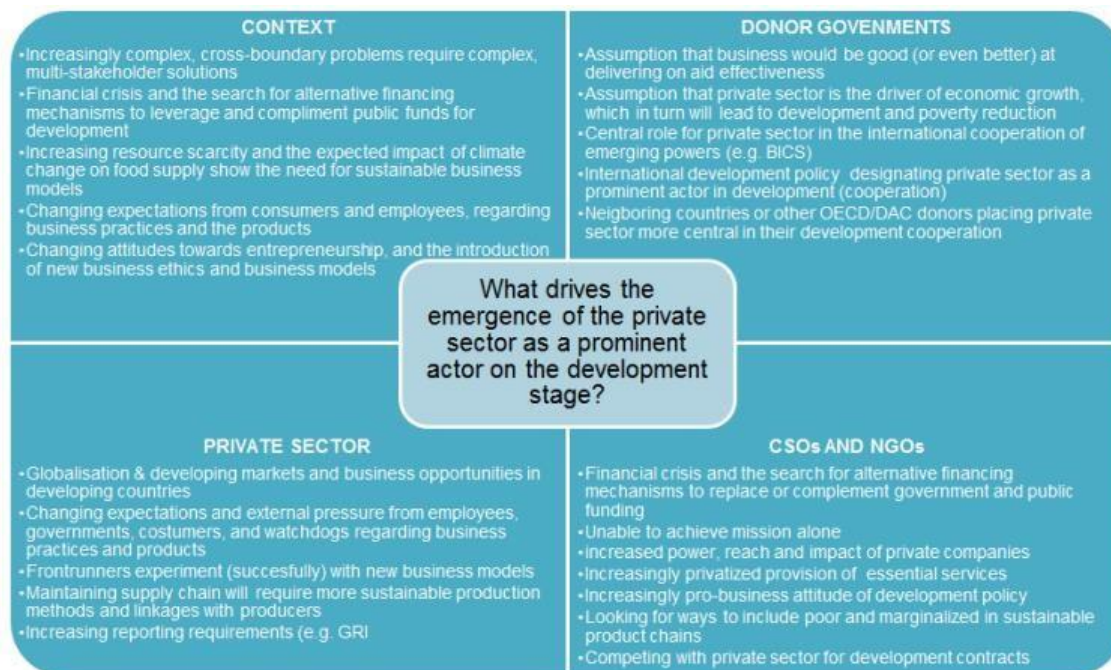 CONTEXT
•Increasingly complex, cross-boundary problems require complex,
multi-stakeholder solutions
•Financial crisis and the search for alternative financing
mechanisms to leverage and compliment public funds for
development
•Increasing resource scarcity and the expected impact of climate
change on food supply show the need for sustainable business
models
•Changing expectations from consumers and employees, regarding
business practices and the products
•Changing attitudes towards entrepreneurship, and the introduction
of new business ethics and business models
DONOR GOVENMENTS
•Assumption that business would be good (or even better) at
delivering on aid effectiveness
•Assumption that private sector is the driver of economic growth,
which in turn will lead to development and poverty reduction
•Central role for private sector in the international cooperation of
emerging powers (e.g. BICS)
•International development policy designating private sector as a
prominent actor in development (cooperation)
•Neigboring countries or other OECD/DAC donors placing private
sector more central in their development cooperation
What drives the
emergence of the private
sector as a prominent
actor on the development
stage?
PRIVATE SECTOR
•Globalisation & developing markets and business opportunities in
developing countries
•Changing expectations and external pressure from employees,
governments, costumers, and watchdogs regarding business
practices and products
•Frontrunners experiment (succesfully) with new business models
•Maintaining supply chain will require more sustainable production
methods and linkages with producers
•Increasing reporting requirements (e.g. GRI
CSOs AND NGOs
•Financial crisis and the search for alternative financing
mechanisms to replace or complement government and public
funding
•Unable to achieve mission alone
•Increased power, reach and impact of private companies
•Increasingly privatized provision of essential services
•Increasingly pro-business attitude of development policy
•Looking for ways to include poor and marginalized in sustainable
product chains
•Competing with private sector for development contracts